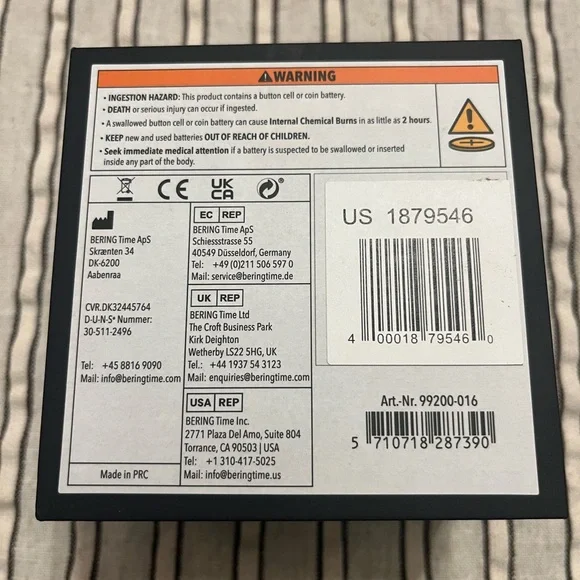 WARNING
• INGESTION HAZARD: This product contains a button cell or coin battery.
• DEATH or serious injury can occur if ingested.
• A swallowed button cell or coin battery can cause Internal Chemical Burns in as little as 2 hours.
• KEEP new and used batteries OUT OF REACH OF CHILDREN.
• Seek immediate medical attention if a battery is suspected to be swallowed or inserted
inside any part of the body.
CE UK
CA
BERING Time ApS
Skrænten 34
DK-6200
Aabenraa
CVR.DK32445764
D-U-N-S® Nummer:
30-511-2496
Tel: +45 8816 9090
Mail: info@beringtime.com
Made in PRC
EC REP
BERING Time ApS
Schiessstrasse 55
40549 Düsseldorf, Germany
Tel: +49 (0)211 506 597 0
Mail: service@beringtime.de
UK REP
BERING Time Ltd
The Croft Business Park
Kirk Deighton
Wetherby LS22 5HG, UK
Tel.: +44 1937 54 3123
Mail: enquiries@beringtime.com
USA REP
BERING Time Inc.
2771 Plaza Del Amo, Suite 804
Torrance, CA 90503 | USA
Tel: +1 310-417-5025
Mail: info@beringtime.us
US 1879546
4 00018 79546 0
Art.-Nr. 99200-016
5 710718 287390